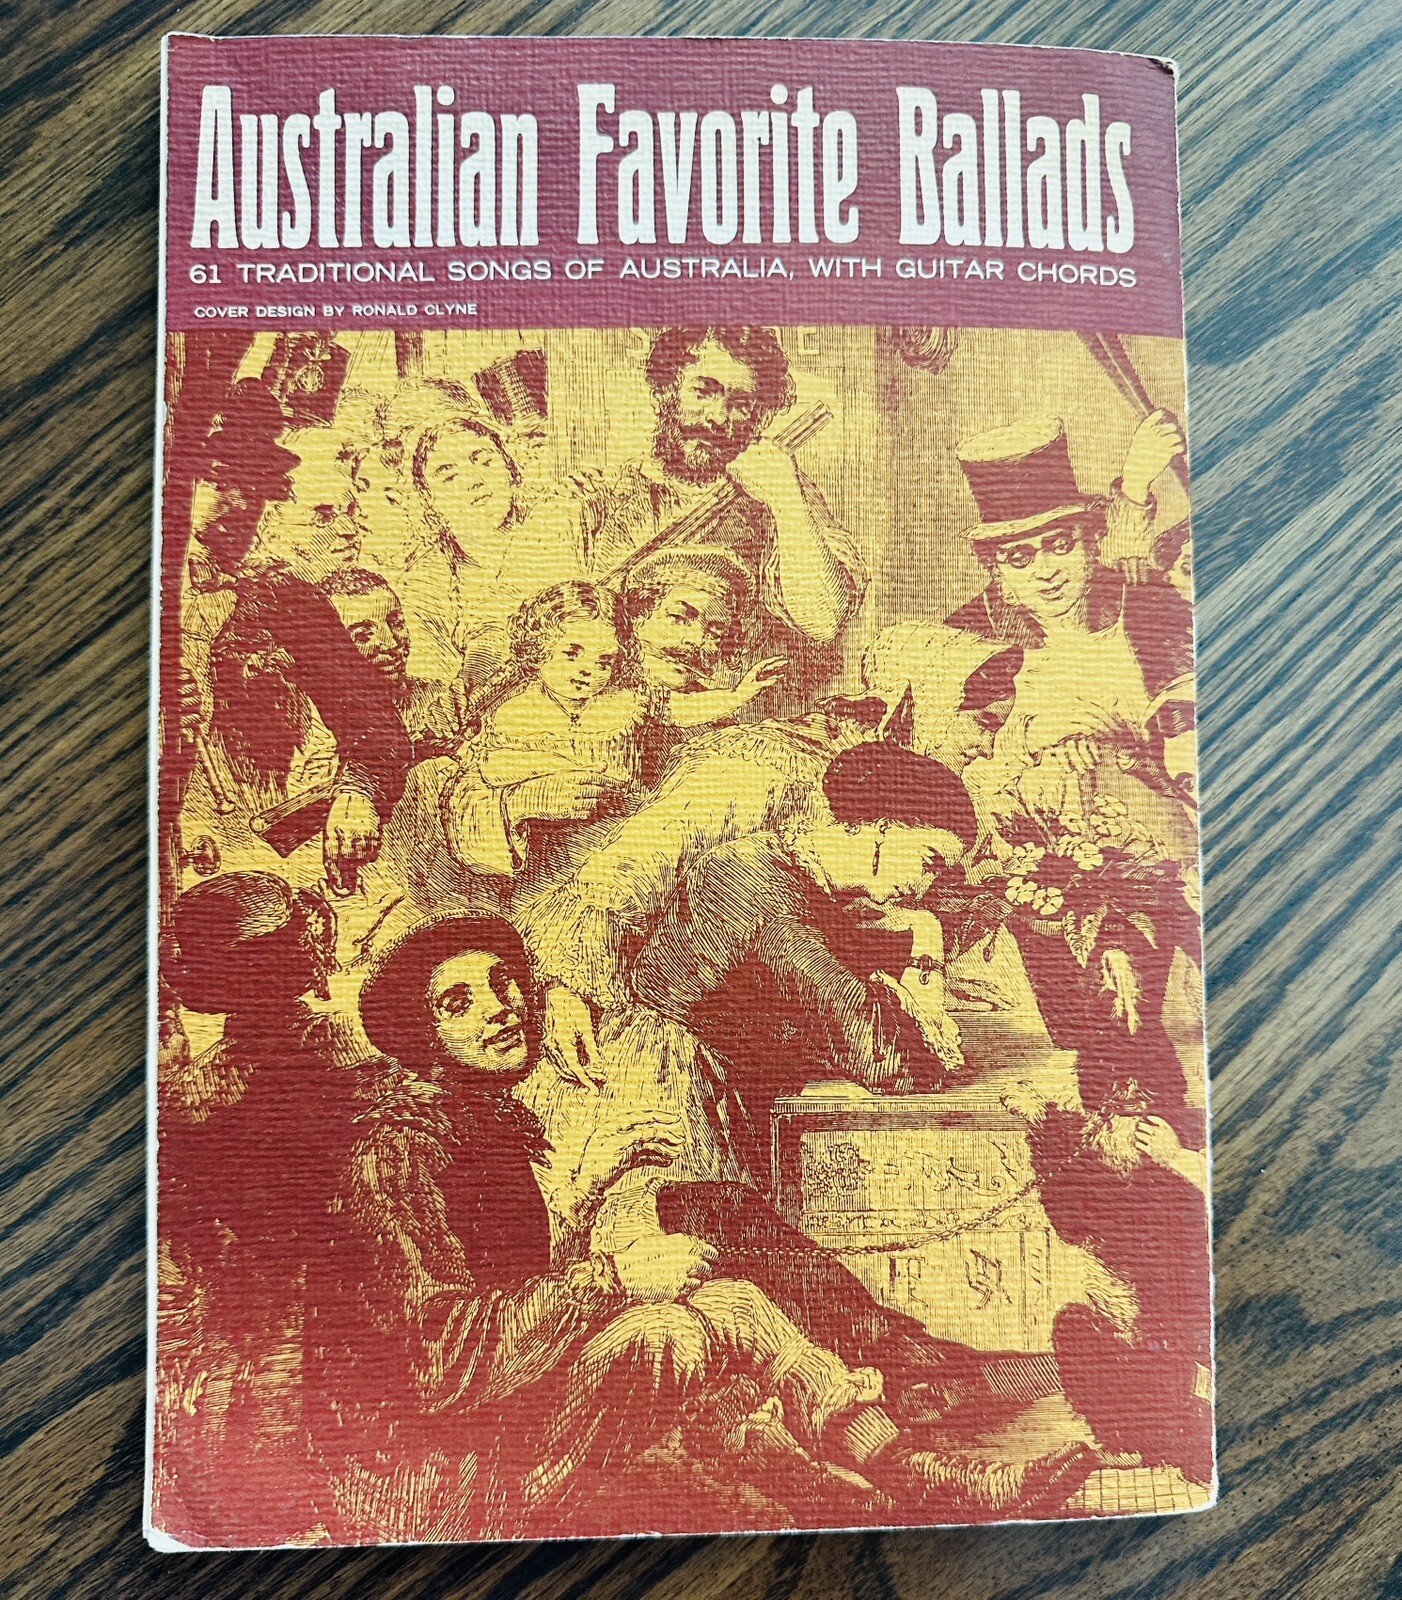 Australian Favorite Ballads
61 TRADITIONAL SONGS OF AUSTRALIA, WITH GUITAR CHORDS
COVER DESIGN BY RONALD CLYNE